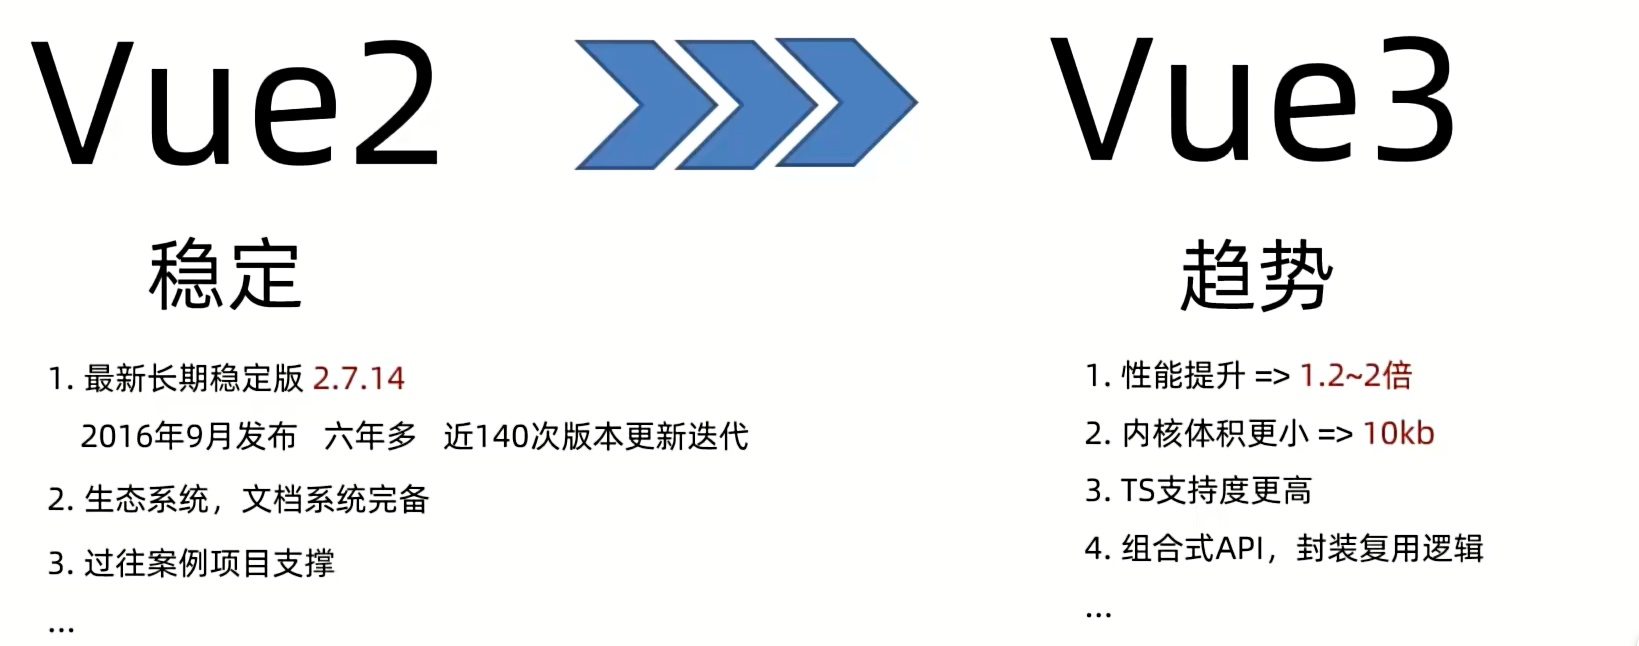 Vue2
稳定
1. 最新长期稳定版 2.7.14
2016年9月发布 六年多 近140次版本更新迭代
2. 生态系统，文档系统完备
3. 过往案例项目支撑
...
Vue3
趋势
1. 性能提升 => 1.2~2倍
2. 内核体积更小 => 10kb
3. TS支持度更高
4. 组合式API，封装复用逻辑
...